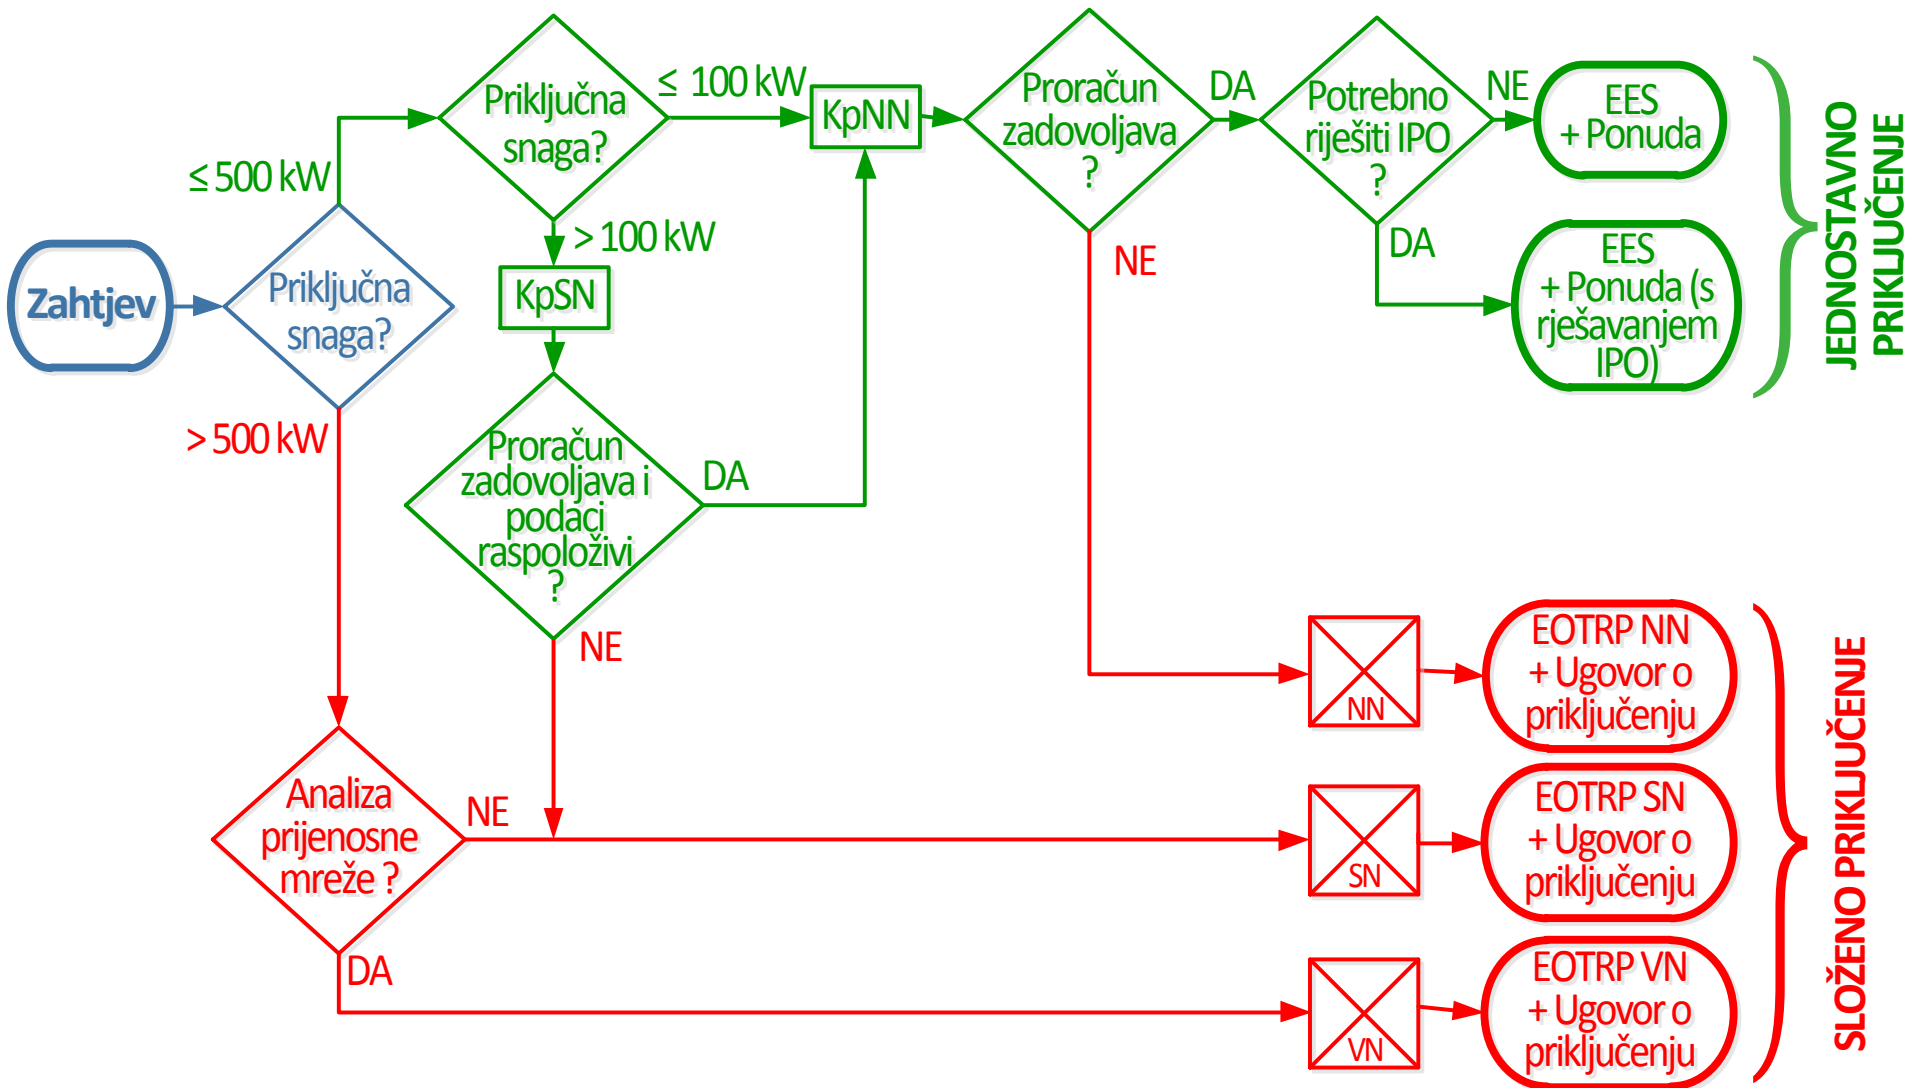 Zahtjev
Priključna
snaga?
≤ 500 kW
> 500 kW
Priključna
snaga?
≤ 100 kW
> 100 kW
KpNN
KpSN
Proračun
zadovoljava i
podaci
raspoloživi
?
DA
NE
Proračun
zadovoljava
?
DA
NE
Potrebno
riješiti IPO
?
NE
DA
EES
+ Ponuda
EES
+ Ponuda (s
rješavanjem
IPO)
JEDNOSTAVNO
PRIKLJUČENJE
Analiza
prijenosne
mreže ?
NE
DA
NN
EOTRP NN
+ Ugovor o
priključenju
SN
EOTRP SN
+ Ugovor o
priključenju
VN
EOTRP VN
+ Ugovor o
priključenju
SLOŽENO PRIKLJUČENJE